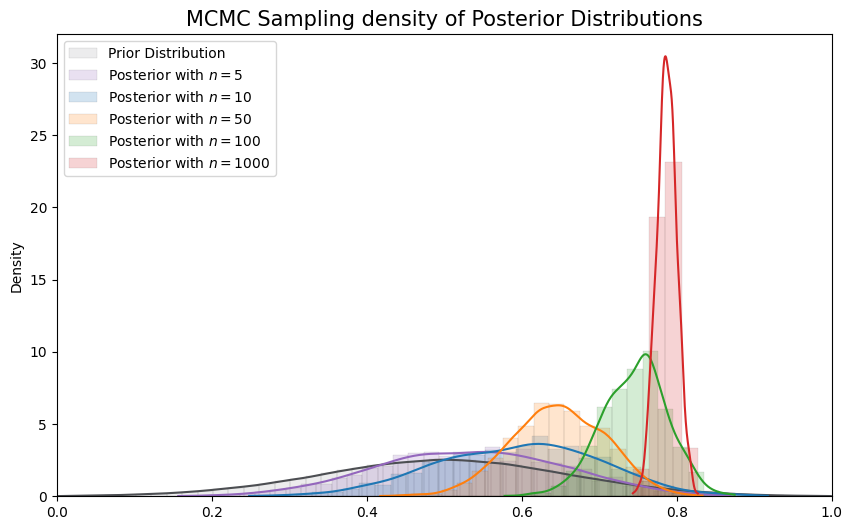 MCMC Sampling density of Posterior Distributions
Prior Distribution
Posterior with n = 5
Posterior with n = 10
Posterior with n = 50
Posterior with n = 100
Posterior with n = 1000
Density
30
25
20
15
10
5
0
0.0 0.2 0.4 0.6 0.8 1.0